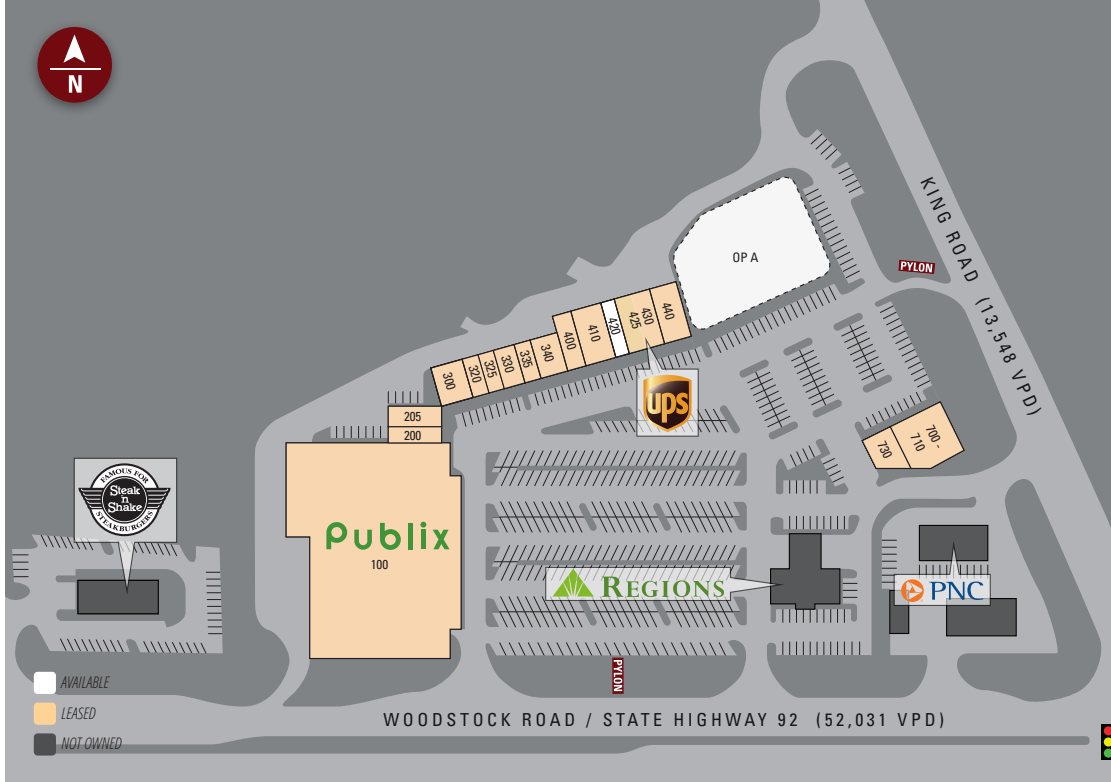 N
OP A
KING ROAD (13,548 VPD)
PYLON
300
320
325
330
335
340
400
410
420
425
430
440
ups
205
200
730
700 -
710
FAMOUS FOR
Steak
n
Shake
STEAKBURGERS
Publix
100
REGIONS
PNC
PYLON
AVAILABLE
LEASED
NOT OWNED
WOODSTOCK ROAD / STATE HIGHWAY 92 (52,031 VPD)